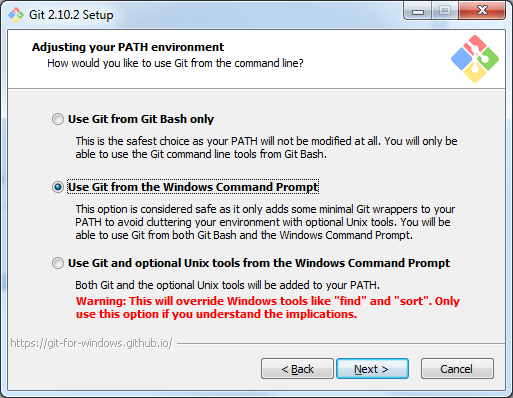 Git 2.10.2 Setup
Adjusting your PATH environment
How would you like to use Git from the command line?
Use Git from Git Bash only
This is the safest choice as your PATH will not be modified at all. You will only be
able to use the Git command line tools from Git Bash.
Use Git from the Windows Command Prompt
This option is considered safe as it only adds some minimal Git wrappers to your
PATH to avoid cluttering your environment with optional Unix tools. You will be
able to use Git from both Git Bash and the Windows Command Prompt.
Use Git and optional Unix tools from the Windows Command Prompt
Both Git and the optional Unix tools will be added to your PATH.
Warning: This will override Windows tools like "find" and "sort". Only
use this option if you understand the implications.
https://git-for-windows.github.io/
< Back Next > Cancel